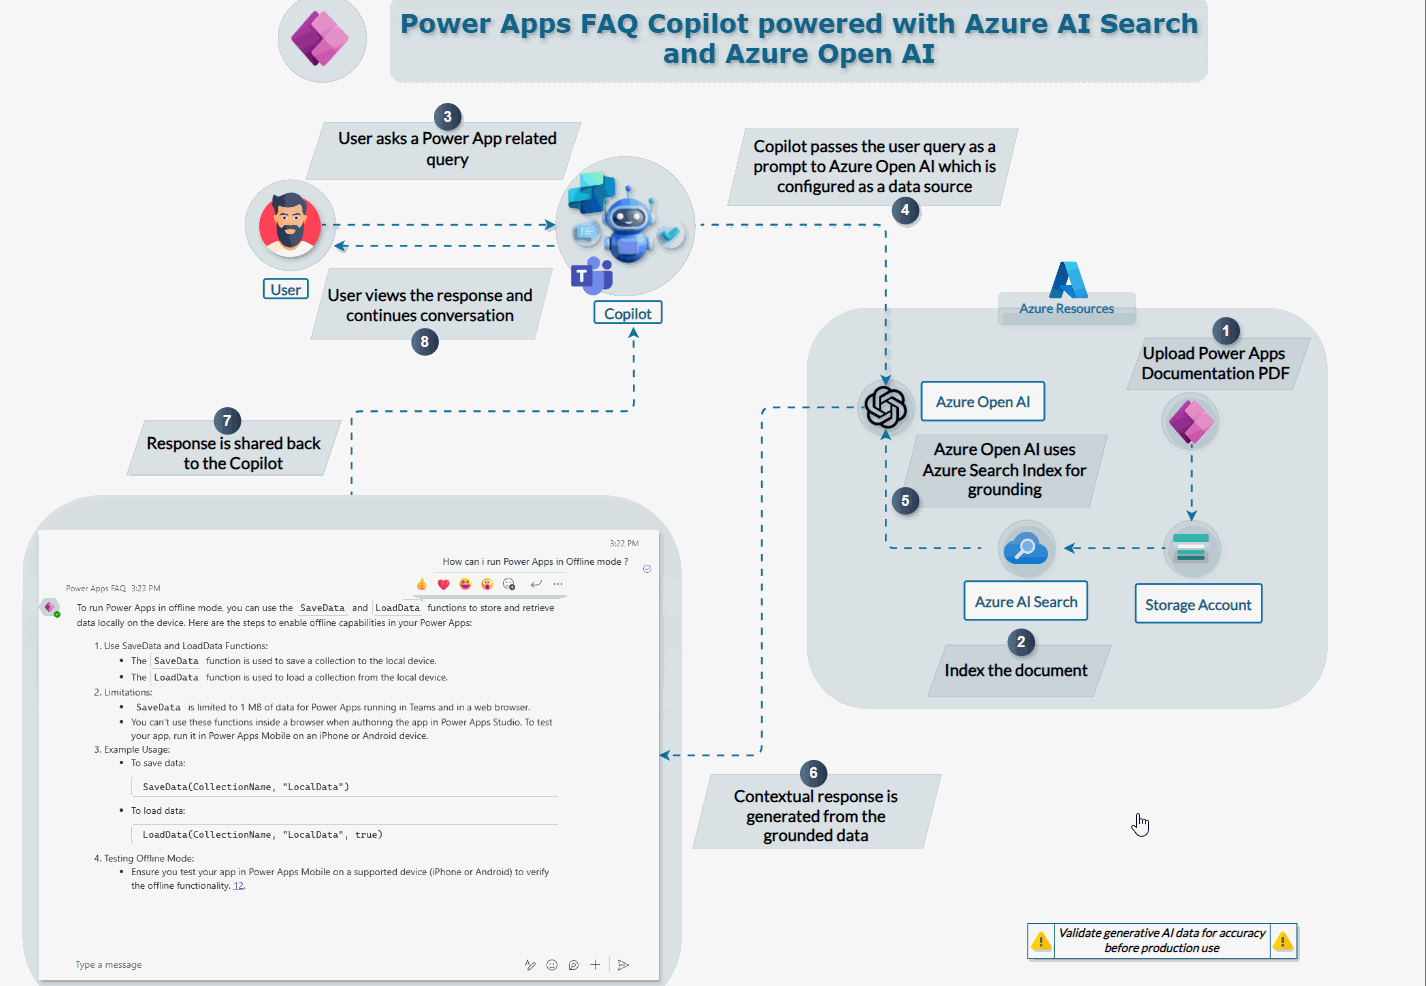 Power Apps FAQ Copilot powered with Azure AI Search
and Azure Open AI
3
User asks a Power App related
query
Copilot passes the user query as a
prompt to Azure Open AI which is
configured as a data source
4
User
T
Copilot
User views the response and
continues conversation
8
Azure Resources
1
Upload Power Apps
Documentation PDF
Azure Open AI
7
Response is shared back
to the Copilot
Azure Open AI uses
Azure Search Index for
grounding
5
Azure AI Search
Storage Account
2
Index the document
3:22 PM
How can i run Power Apps in Offline mode ?
Power Apps FAQ 3:23 PM
To run Power Apps in offline mode, you can use the SaveData and LoadData functions to store and retrieve
data locally on the device. Here are the steps to enable offline capabilities in your Power Apps:
1. Use SaveData and LoadData Functions:
• The SaveData function is used to save a collection to the local device.
• The LoadData function is used to load a collection from the local device.
2. Limitations:
• SaveData is limited to 1 MB of data for Power Apps running in Teams and in a web browser.
• You can't use these functions inside a browser when authoring the app in Power Apps Studio. To test
your app, run it in Power Apps Mobile on an iPhone or Android device.
3. Example Usage:
• To save data:
SaveData(CollectionName, "LocalData")
• To load data:
LoadData(CollectionName, "LocalData", true)
4. Testing Offline Mode:
• Ensure you test your app in Power Apps Mobile on a supported device (iPhone or Android) to verify
the offline functionality. 12.
Type a message
6
Contextual response is
generated from the
grounded data
Validate generative AI data for accuracy
before production use